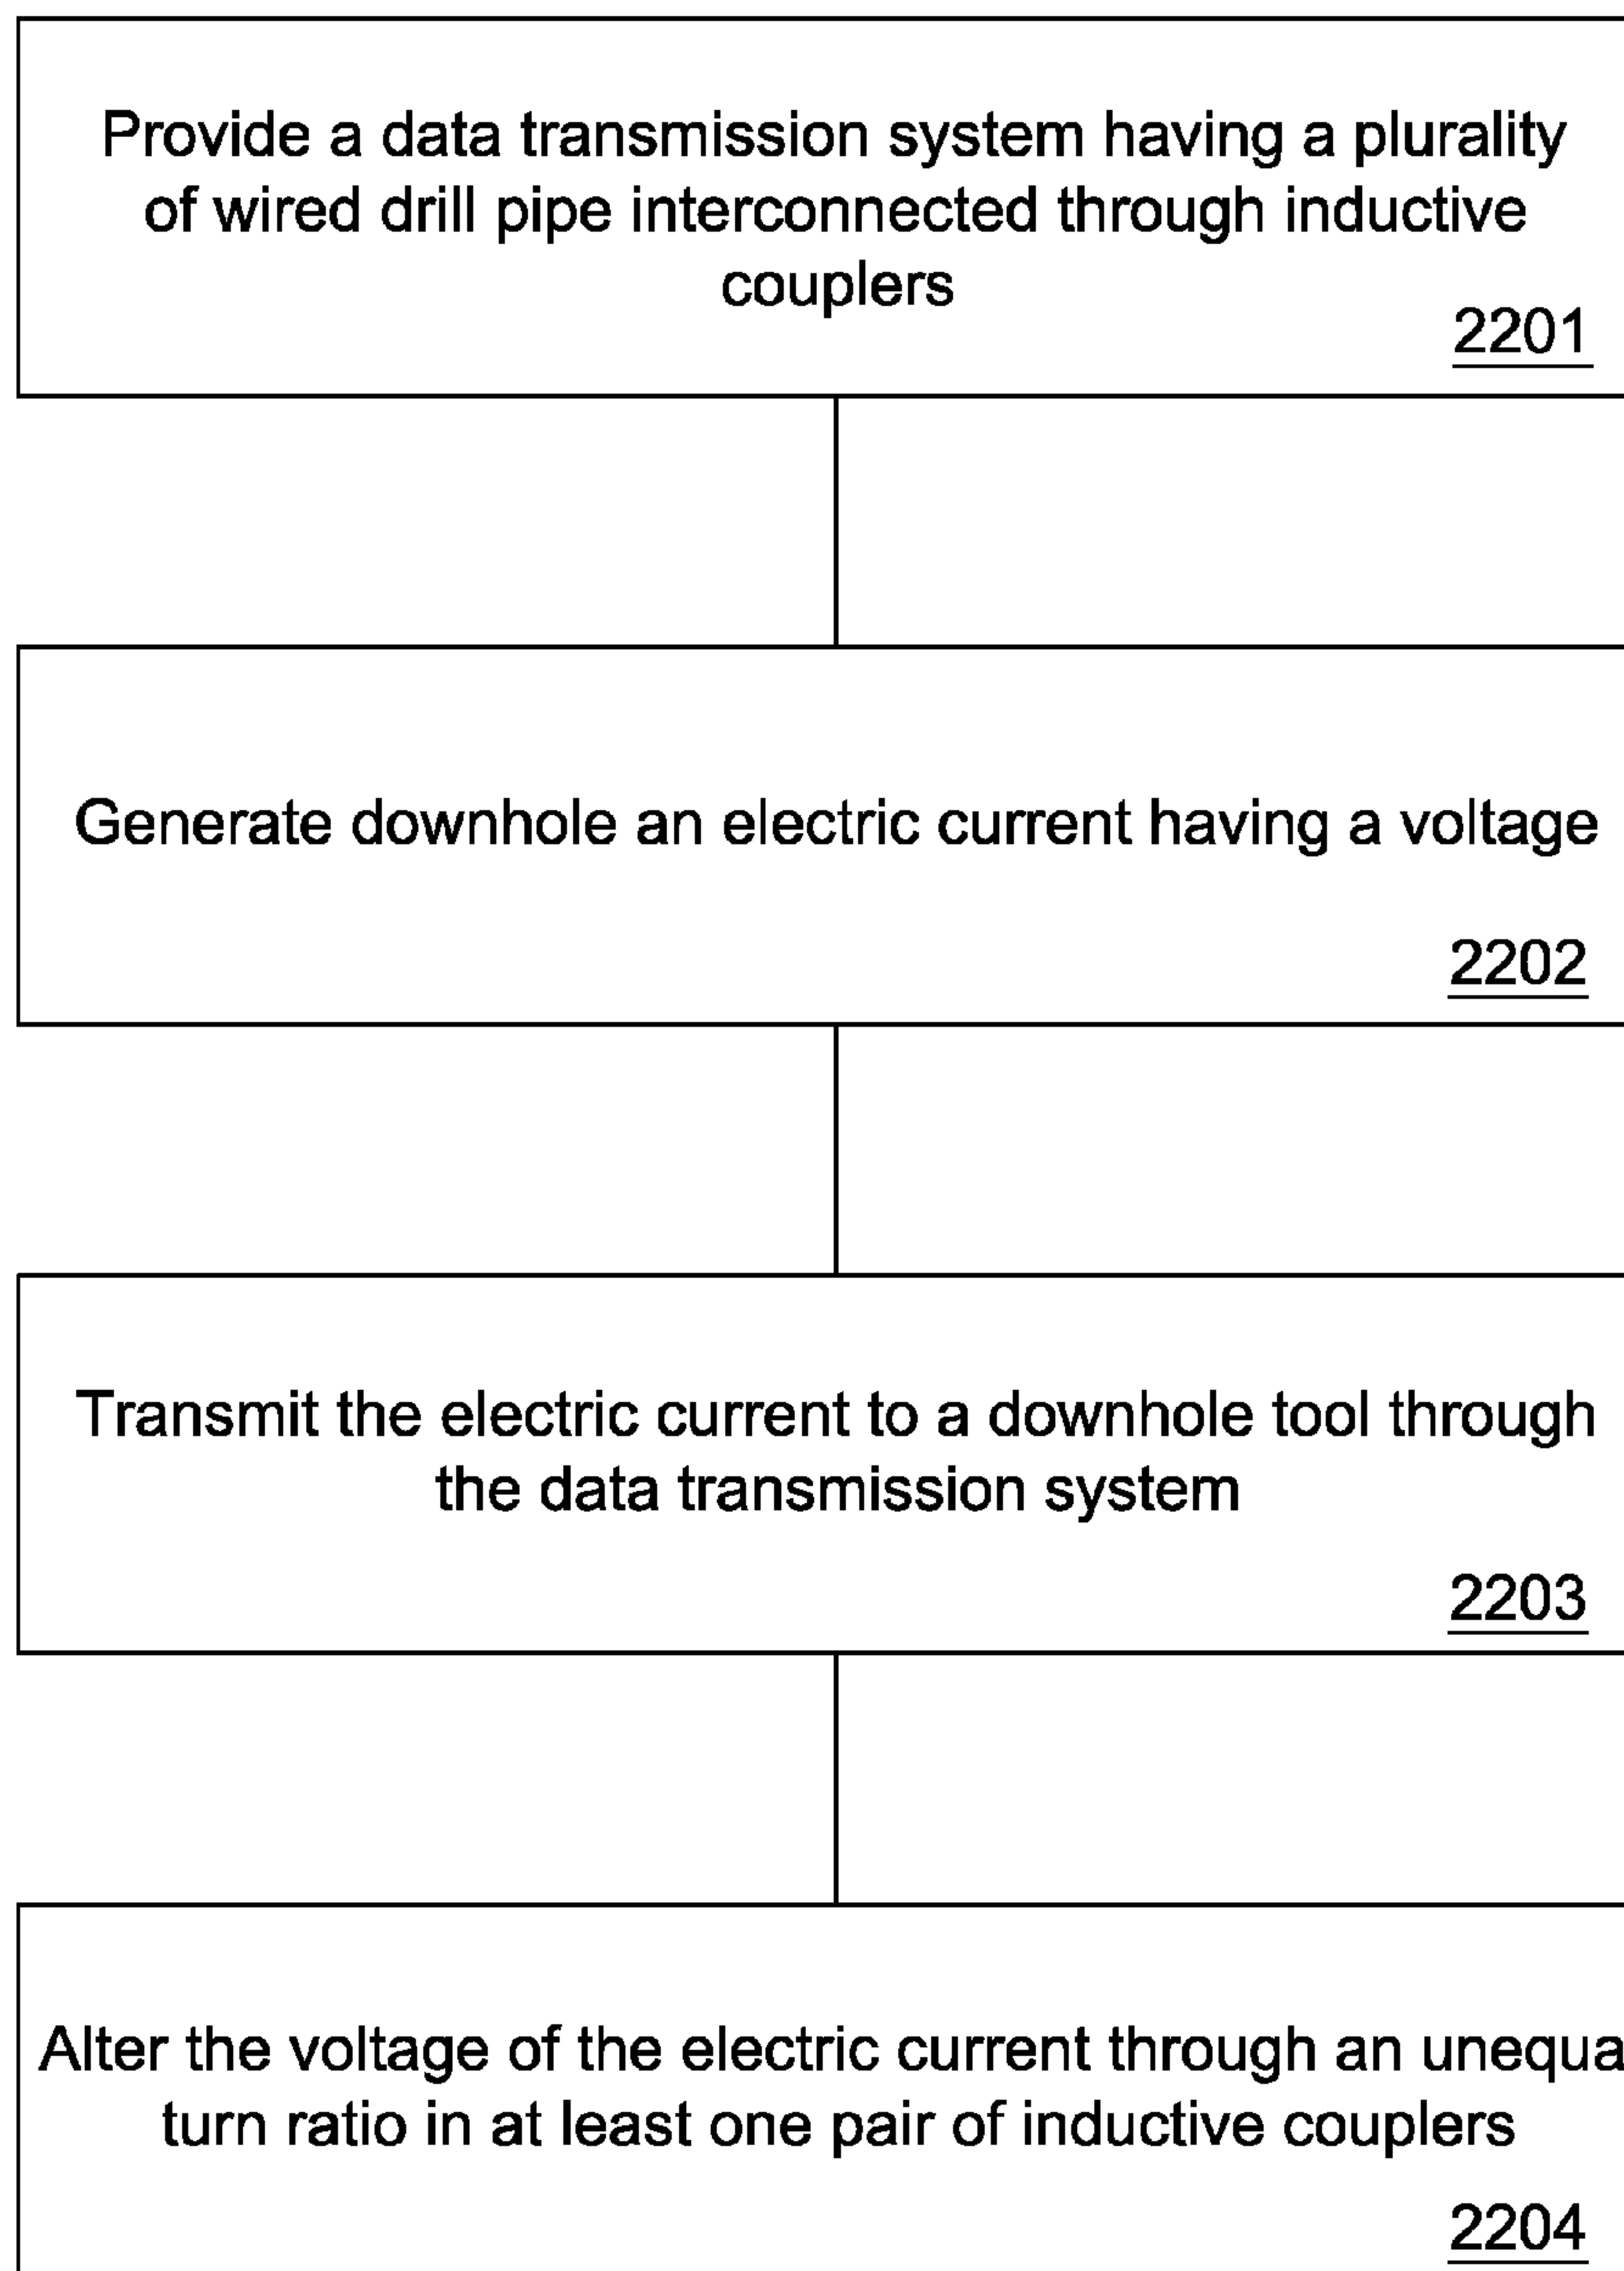 Provide a data transmission system having a plurality
of wired drill pipe interconnected through inductive
couplers
2201
Generate downhole an electric current having a voltage
2202
Transmit the electric current to a downhole tool through
the data transmission system
2203
Alter the voltage of the electric current through an unequa
turn ratio in at least one pair of inductive couplers
2204